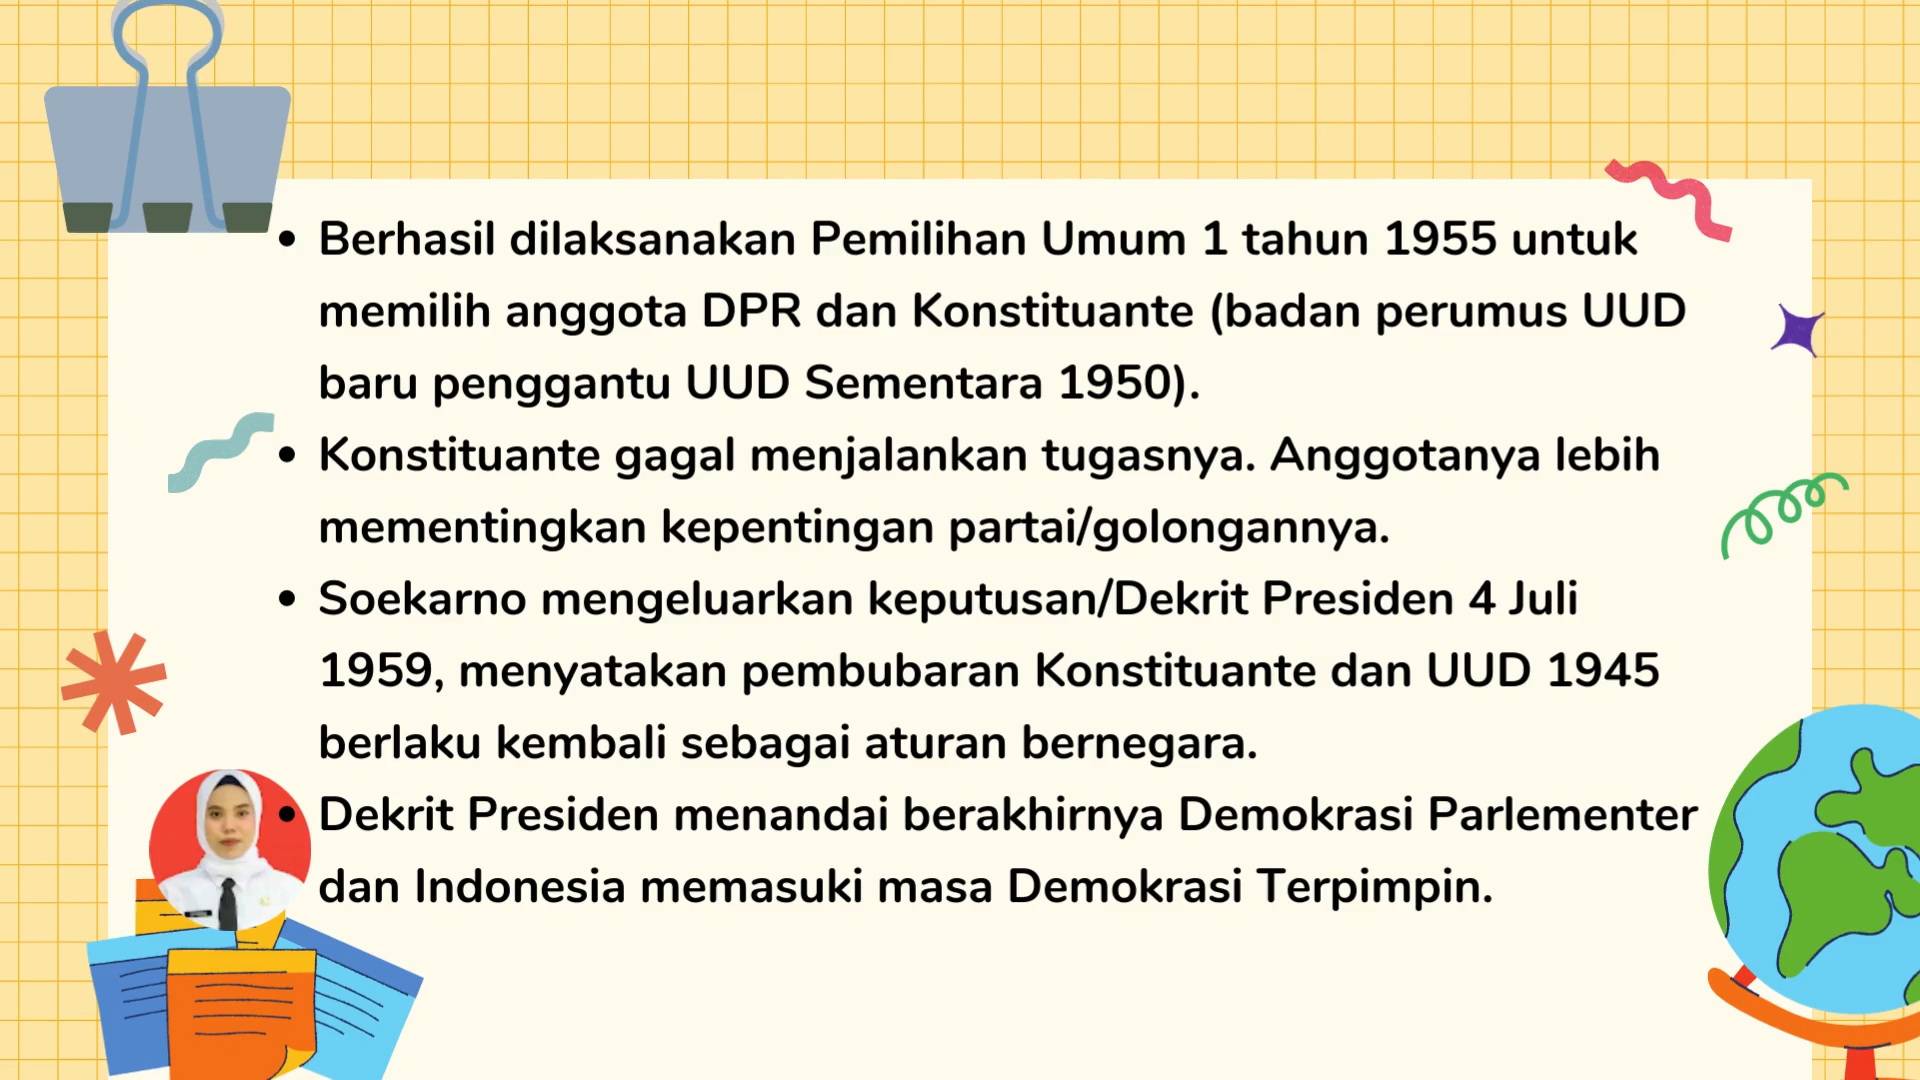 • Berhasil dilaksanakan Pemilihan Umum 1 tahun 1955 untuk
memilih anggota DPR dan Konstituante (badan perumus UUD
baru penggantu UUD Sementara 1950).
• Konstituante gagal menjalankan tugasnya. Anggotanya lebih
mementingkan kepentingan partai/golongannya.
• Soekarno mengeluarkan keputusan/Dekrit Presiden 4 Juli
1959, menyatakan pembubaran Konstituante dan UUD 1945
berlaku kembali sebagai aturan bernegara.
• Dekrit Presiden menandai berakhirnya Demokrasi Parlementer
dan Indonesia memasuki masa Demokrasi Terpimpin.